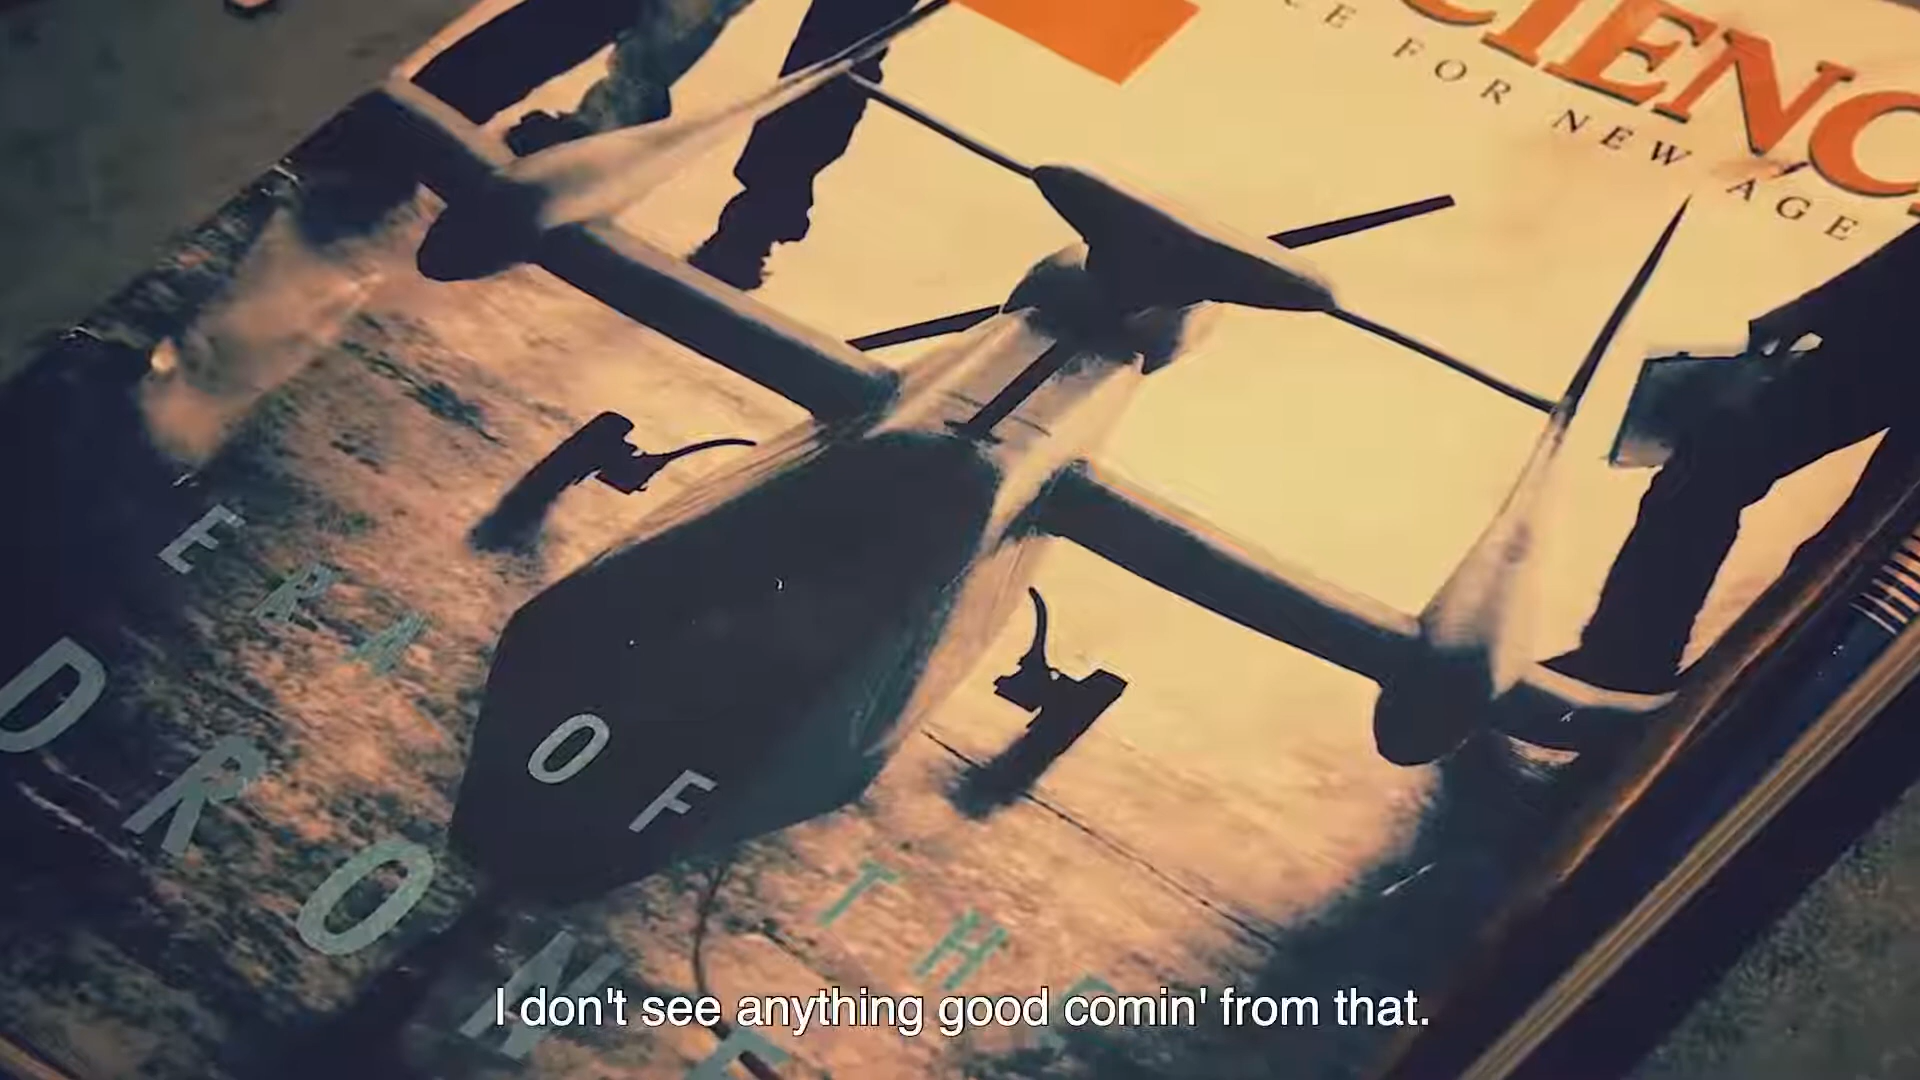 CIENC
CE FOR NEW AGE
ERA OF THE
DRONE
I don't see anything good comin' from that.